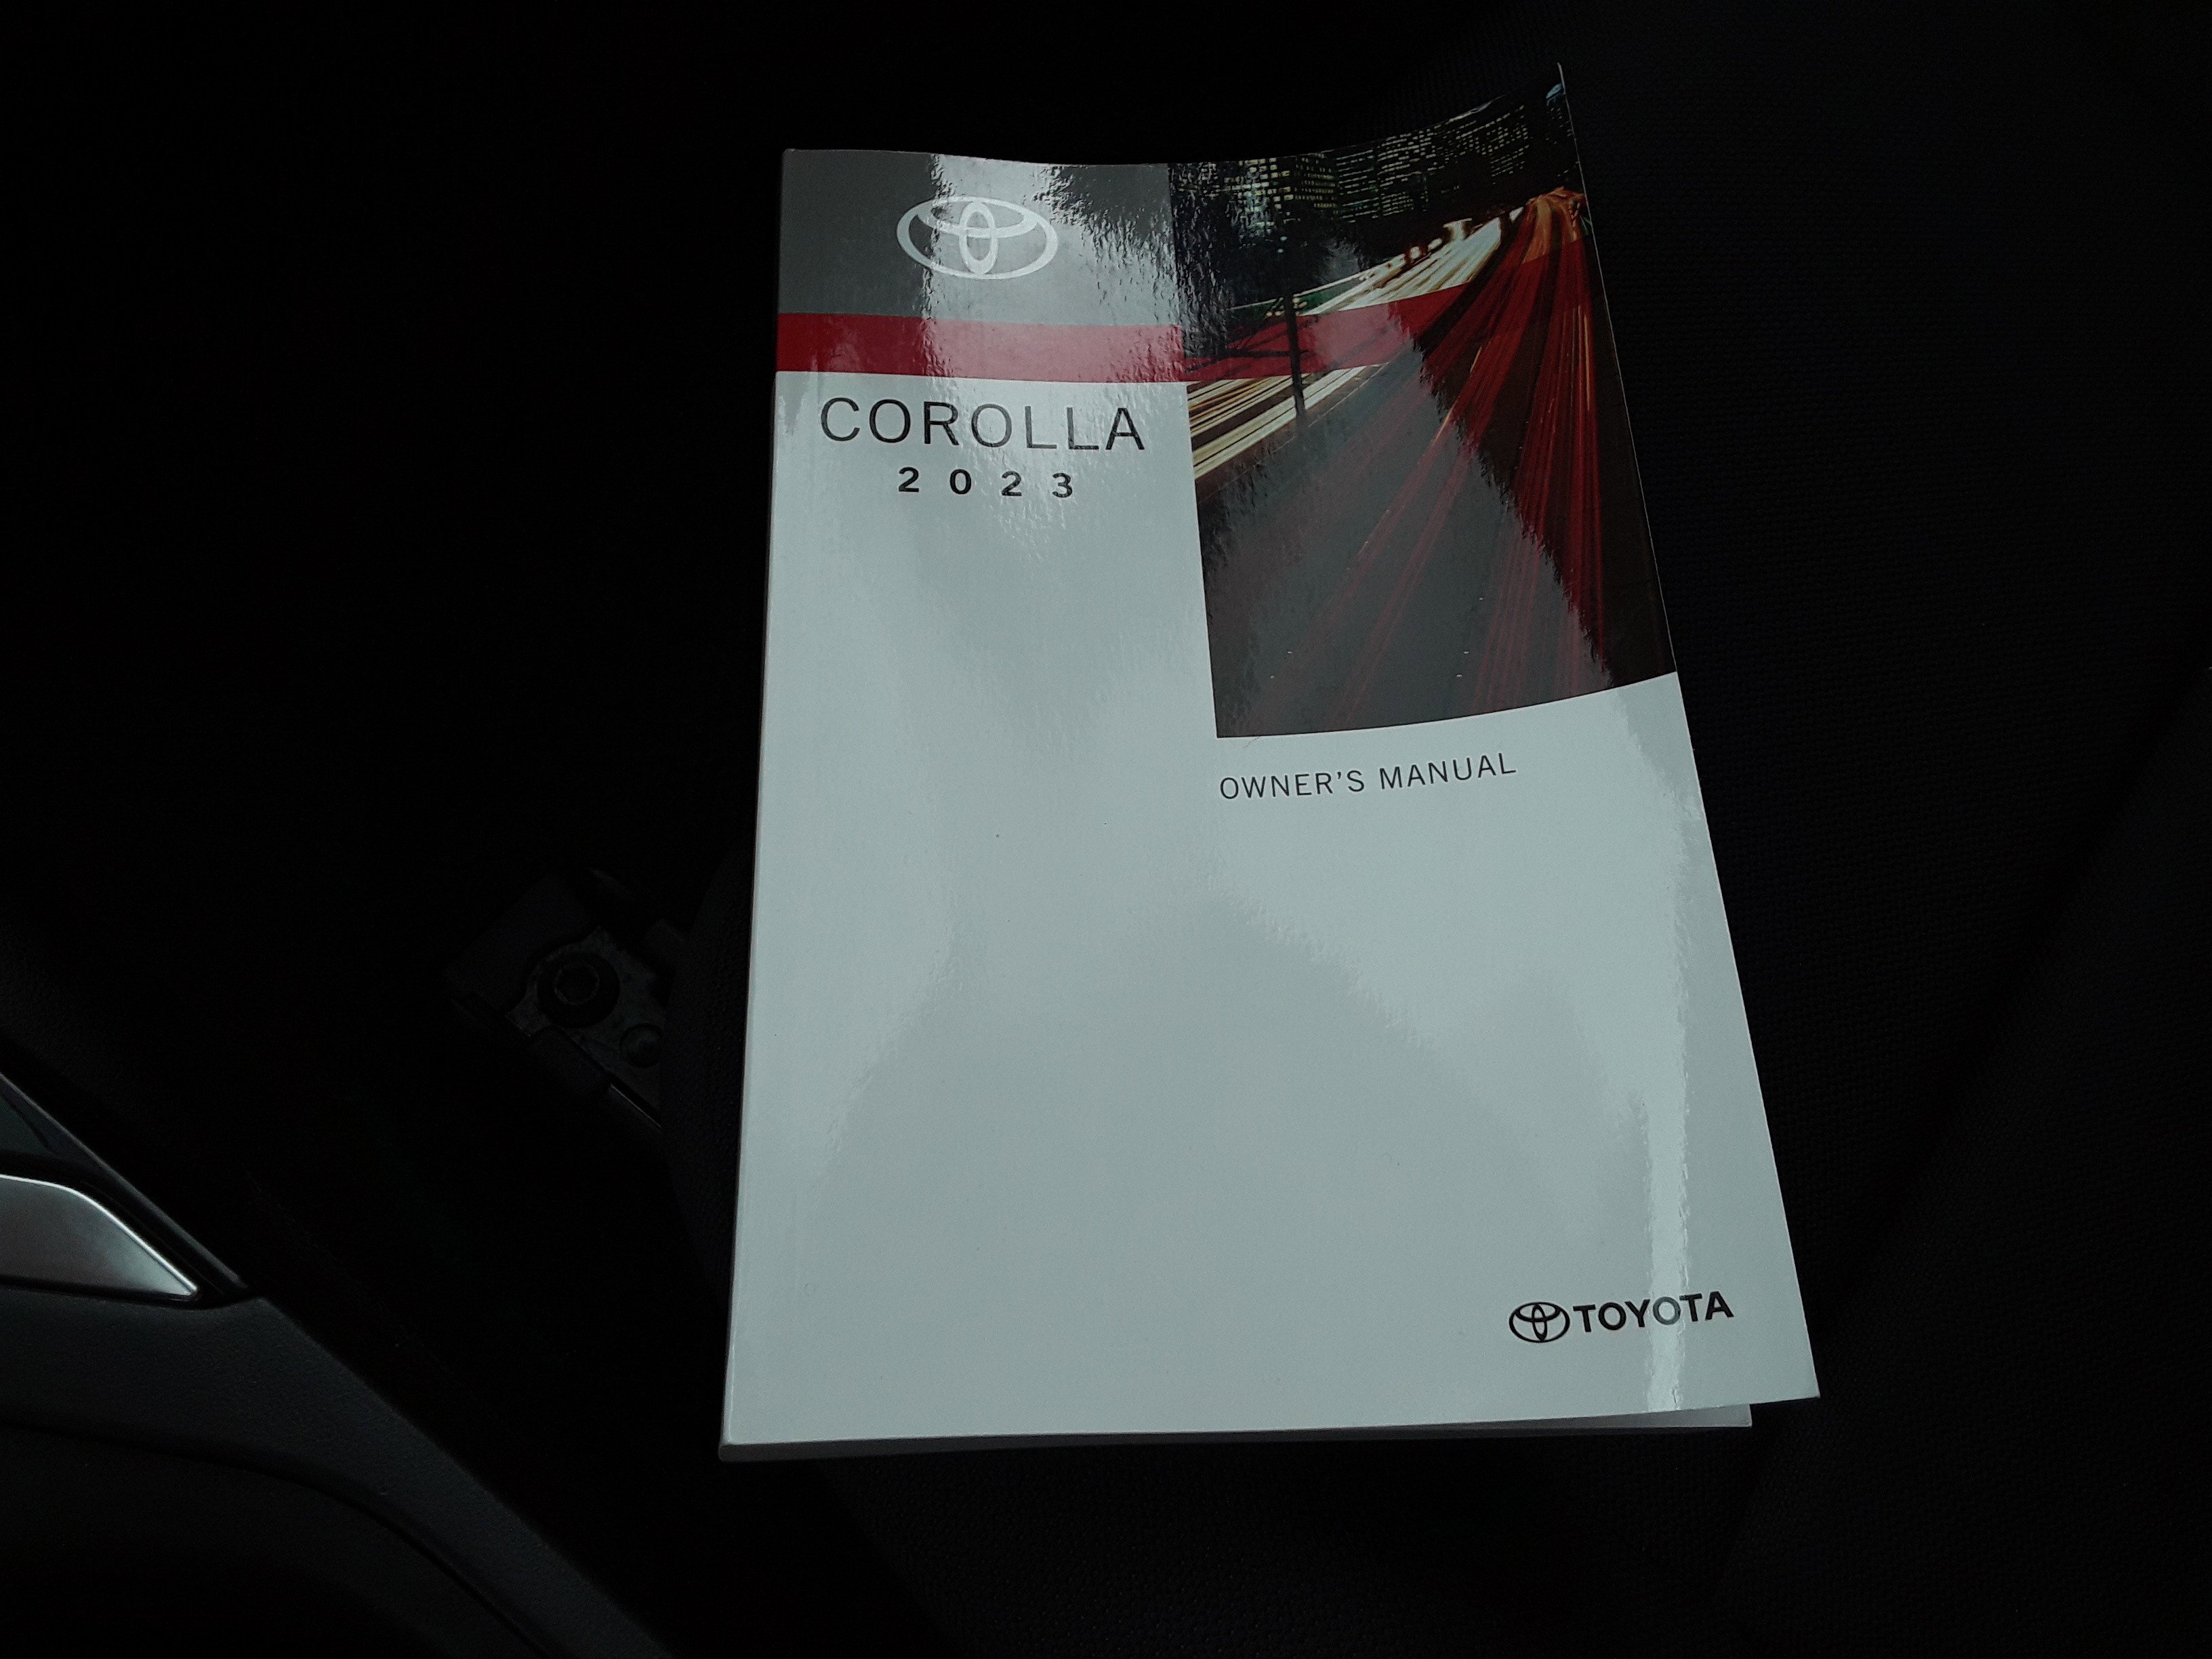 COROLLA
2023
OWNER'S MANUAL
TOYOTA